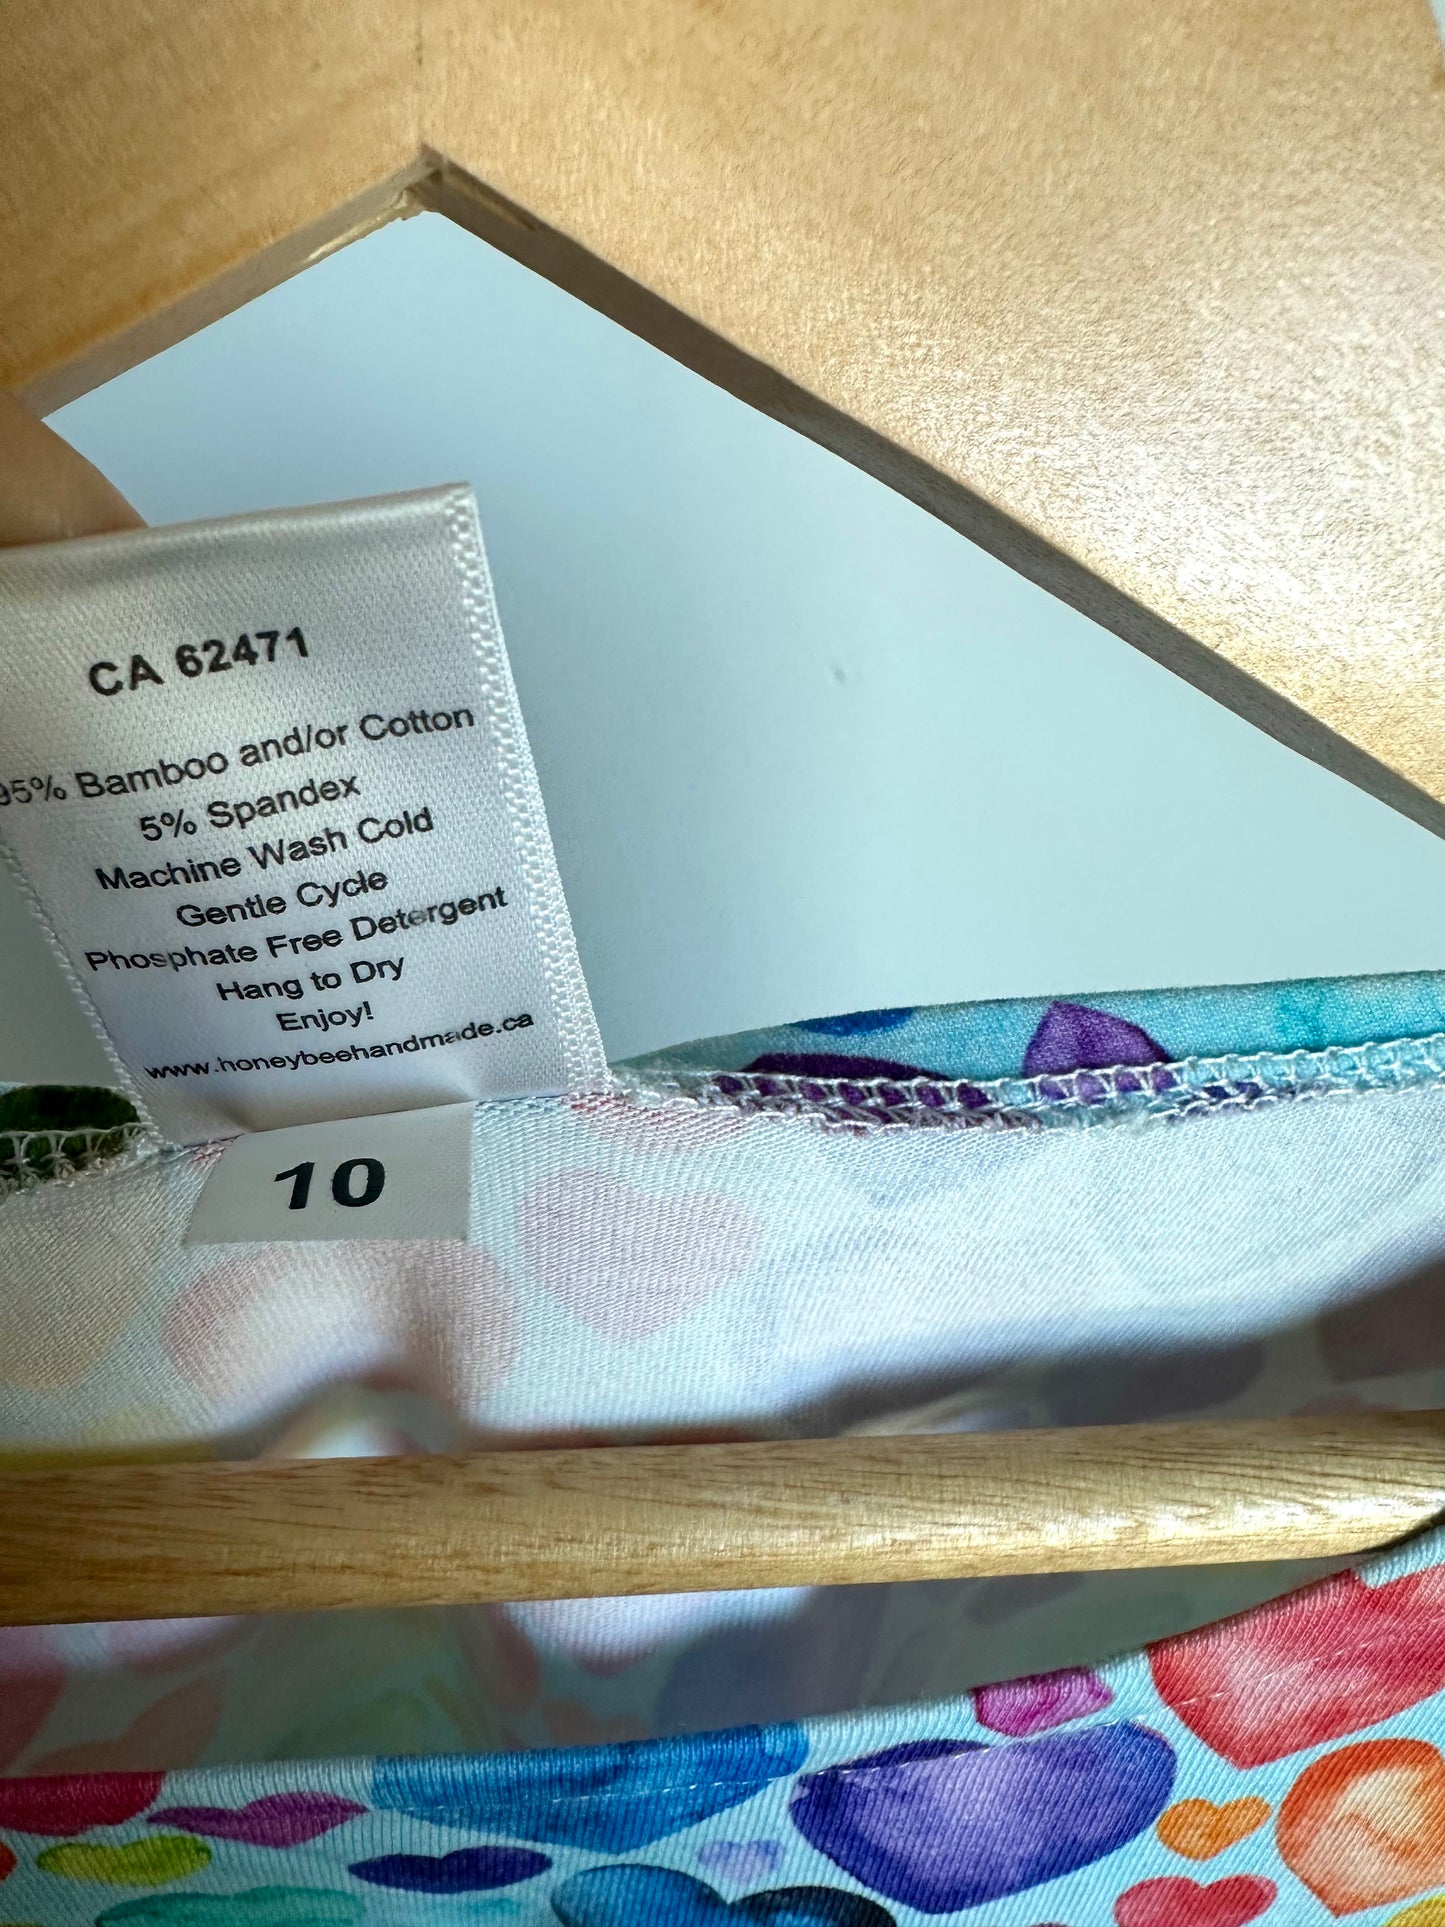 CA 62471
95% Bamboo and/or Cotton
5% Spandex
Machine Wash Cold
Gentle Cycle
Phosphate Free Detergent
Hang to Dry
Enjoy!
www.honeybeehandmade.ca
10